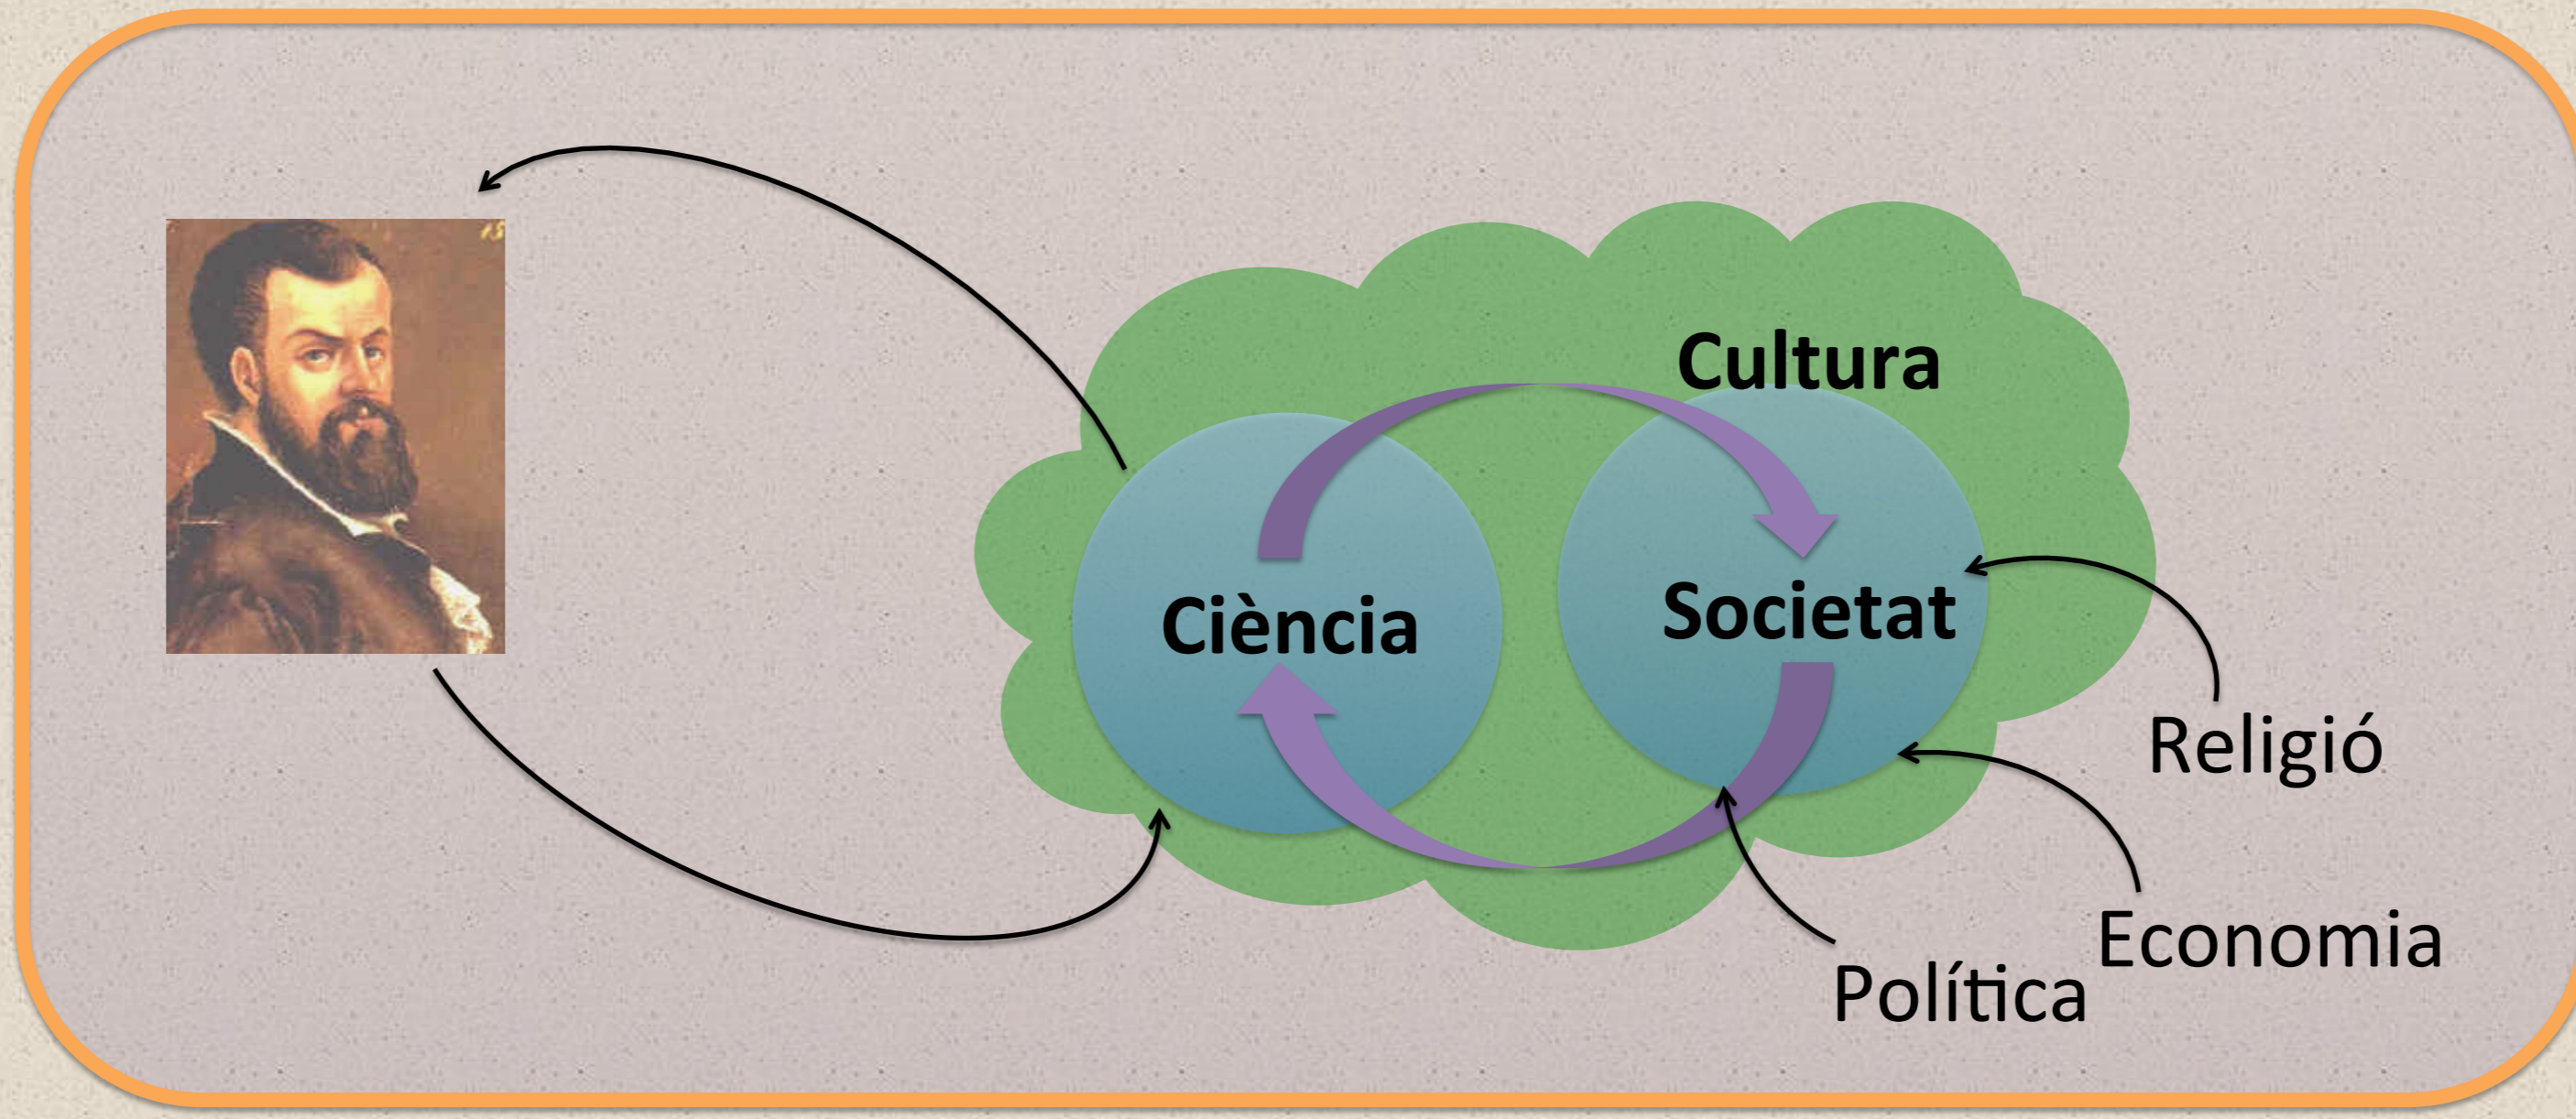 Cultura
Ciència
Societat
Religió
Economia
Política